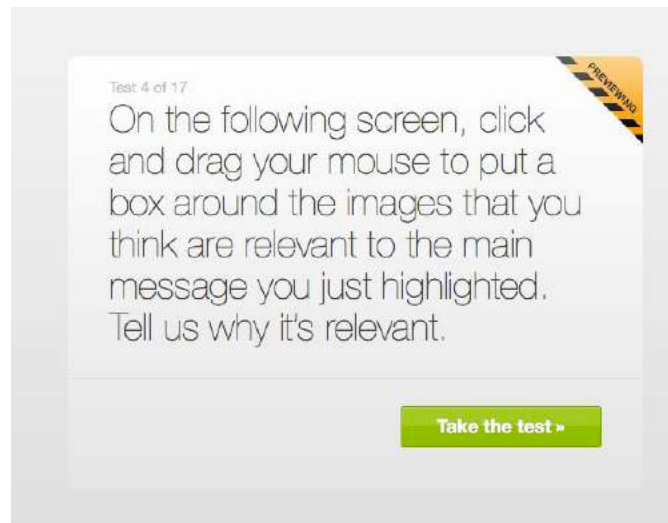 Test 4 of 17
PREVIEWING
On the following screen, click
and drag your mouse to put a
box around the images that you
think are relevant to the main
message you just highlighted.
Tell us why it's relevant.
Take the test »